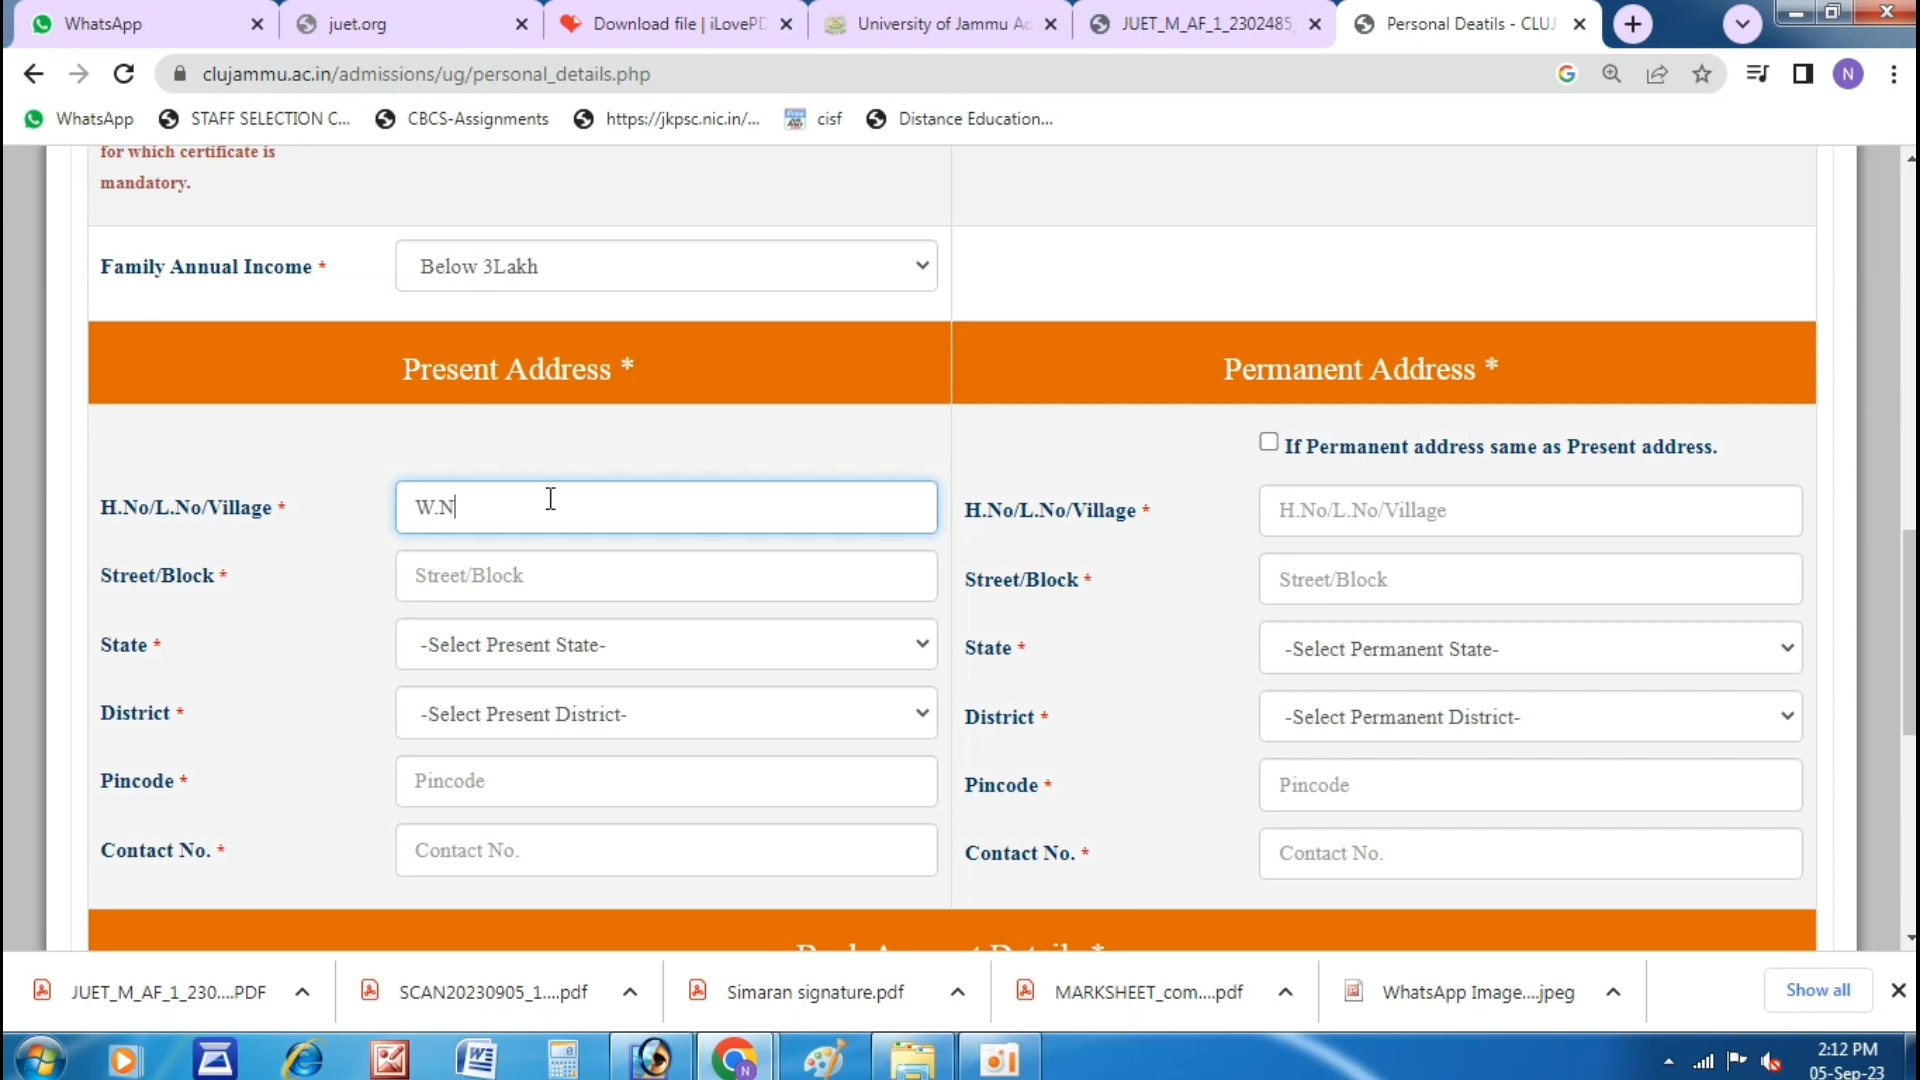 WhatsApp
juet.org
Download file | iLovePD
University of Jammu Ad
JUET_M_AF_1_2302485
Personal Deatils - CLUJ
clujammu.ac.in/admissions/ug/personal_details.php
N
WhatsApp
STAFF SELECTION C...
CBCS-Assignments
https://jkpsc.nic.in/...
cisf
Distance Education...
for which certificate is
mandatory.
Family Annual Income *
Below 3Lakh
Present Address *
Permanent Address *
If Permanent address same as Present address.
H.No/L.No/Village *
W.N
H.No/L.No/Village *
H.No/L.No/Village
Street/Block *
Street/Block
Street/Block *
Street/Block
State *
-Select Present State-
State *
-Select Permanent State-
District *
-Select Present District-
District *
-Select Permanent District-
Pincode *
Pincode
Pincode *
Pincode
Contact No. *
Contact No.
Contact No. *
Contact No.
JUET_M_AF_1_230....PDF
SCAN20230905_1....pdf
Simaran signature.pdf
MARKSHEET_com....pdf
WhatsApp Image....jpeg
Show all
2:12 PM
05-Sep-23